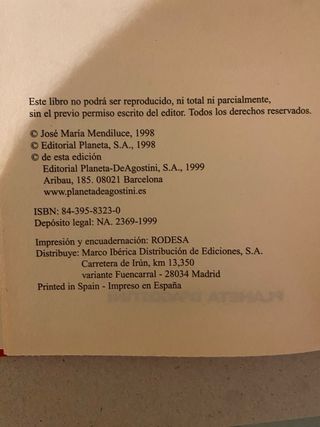 Este libro no podrá ser reproducido, ni total ni parcialmente,
sin el previo permiso escrito del editor. Todos los derechos reservados.
© José María Mendiluce, 1998
© Editorial Planeta, S.A., 1998
© de esta edición
Editorial Planeta-DeAgostini, S.A., 1999
Aribau, 185. 08021 Barcelona
www.planetadeagostini.es
ISBN: 84-395-8323-0
Depósito legal: NA. 2369-1999
Impresión y encuadernación: RODESA
Distribuye: Marco Ibérica Distribución de Ediciones, S.A.
Carretera de Irún, km 13,350
variante Fuencarral - 28034 Madrid
Printed in Spain - Impreso en España